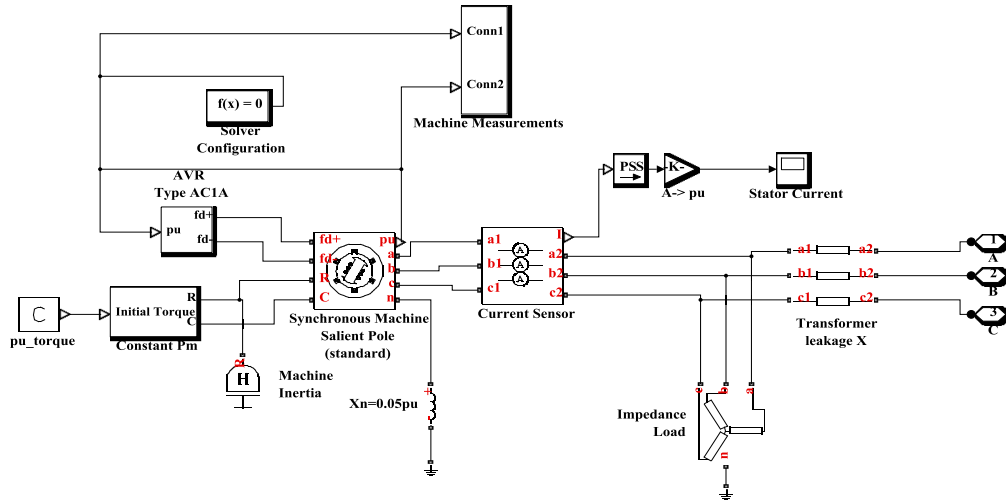 Conn1
Conn2
Machine Measurements
f(x) = 0
Solver
Configuration
AVR
Type AC1A
pu
fd+
fd-
PSS
-K-
A-> pu
Stator Current
fd+
fd-
R
C
pu
a
b
c
n
Synchronous Machine
Salient Pole
(standard)
a1
b1
c1
A
A
A
I
a2
b2
c2
Current Sensor
a1 a2
b1 b2
c1 c2
Transformer
leakage X
1
A
2
B
3
C
C
pu_torque
Initial Torque
R
C
Constant Pm
R
H
Machine
Inertia
Xn=0.05pu
+
-
Impedance
Load
c
b
a
n